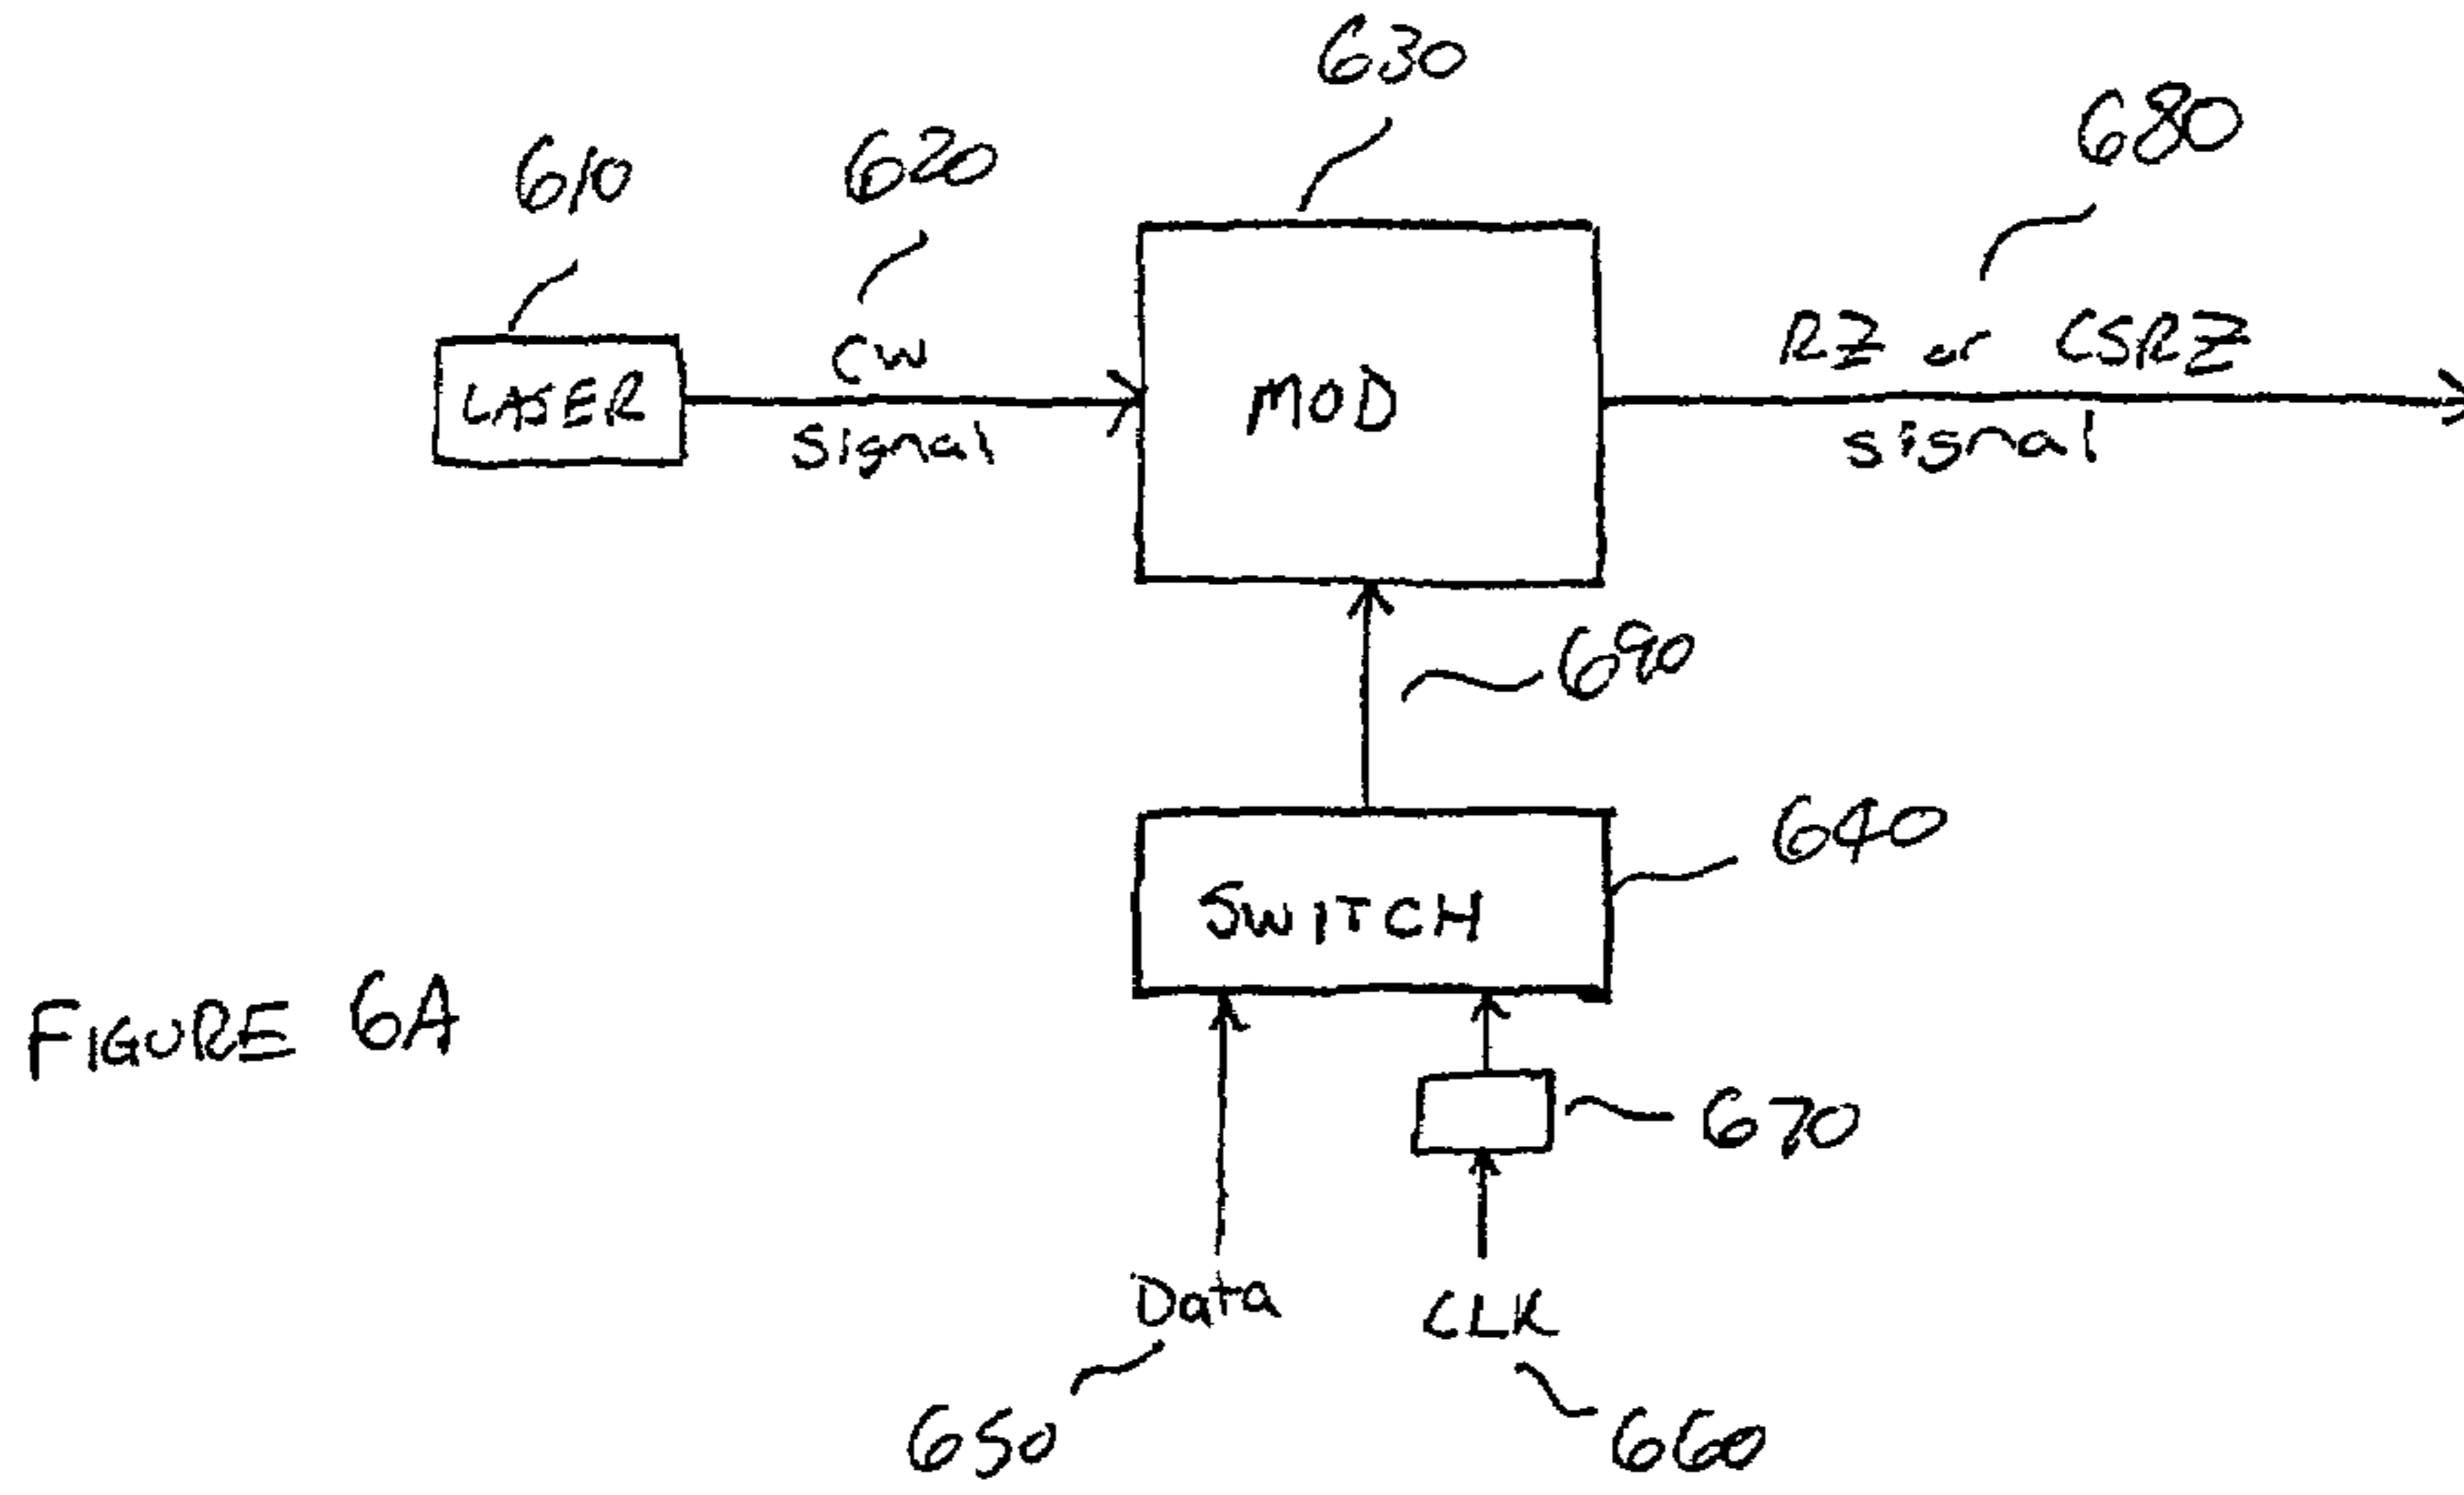 630
680
620
610
CW
RZ or CSRZ
LASER
MOD
signal
signal
690
640
SWITCH
FIGURE 6A
670
Data
CLK
650
660